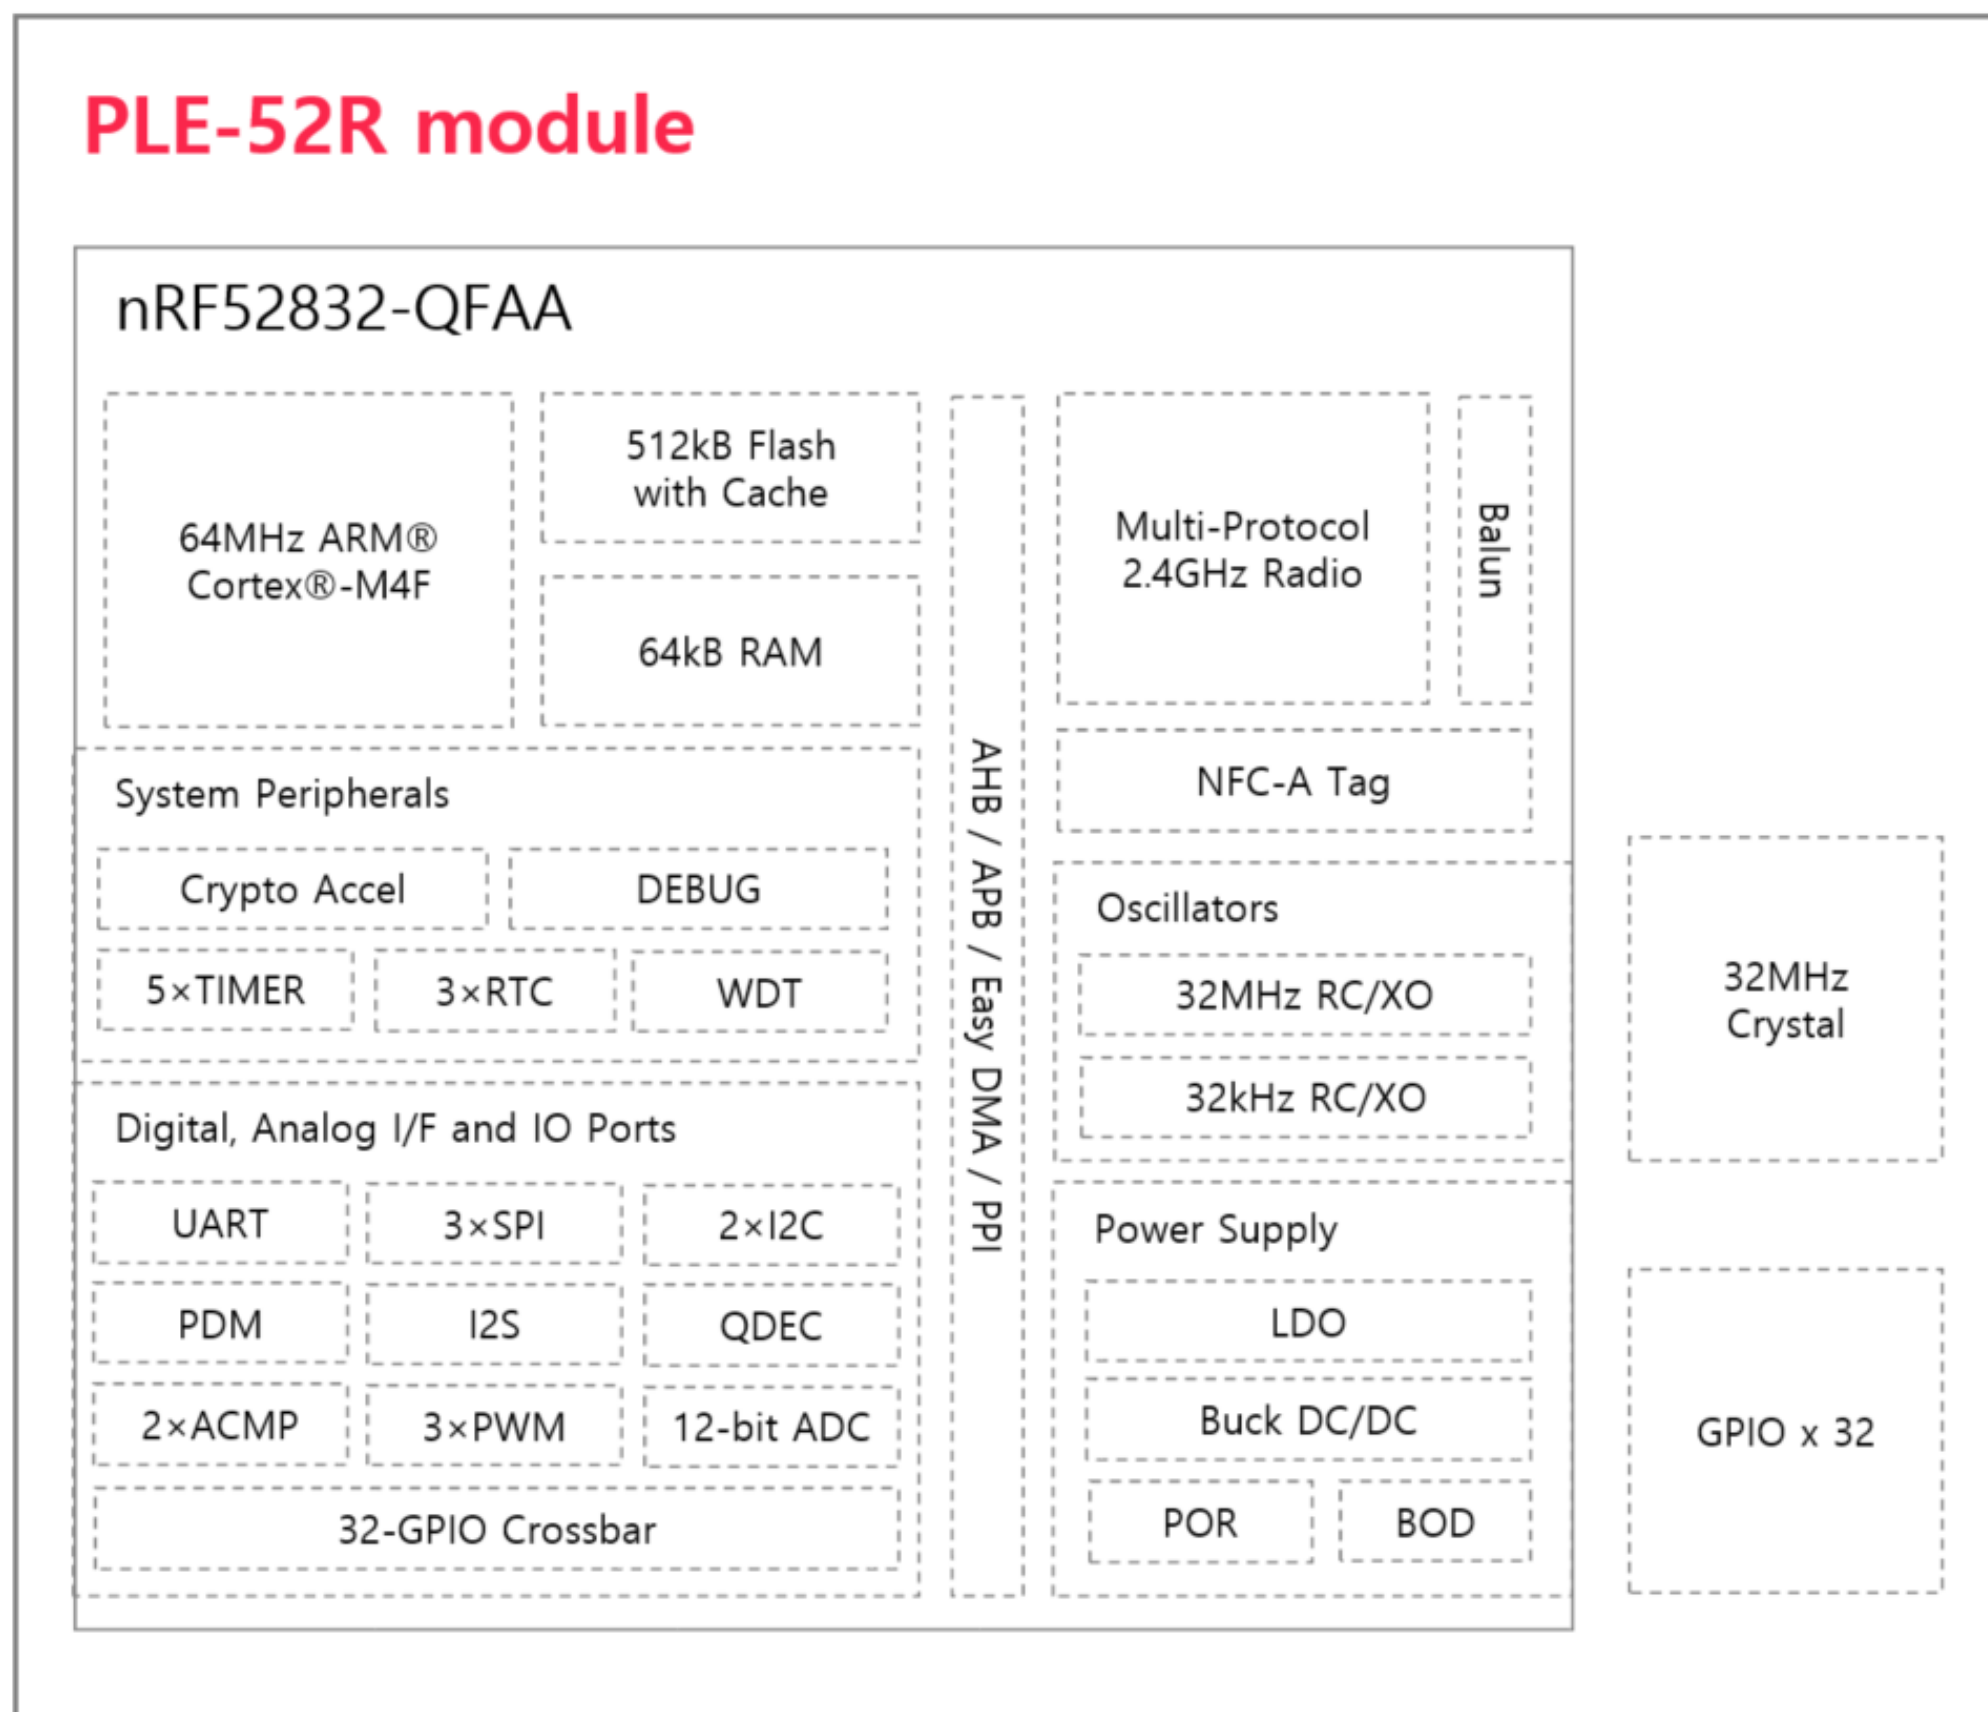 PLE-52R module
nRF52832-QFAA
64MHz ARM®
Cortex®-M4F
512kB Flash
with Cache
64kB RAM
System Peripherals
Crypto Accel
DEBUG
5×TIMER
3×RTC
WDT
Digital, Analog I/F and IO Ports
UART
3×SPI
2×I2C
PDM
I2S
QDEC
2×ACMP
3×PWM
12-bit ADC
32-GPIO Crossbar
AHB / APB / Easy DMA / PPI
Multi-Protocol
2.4GHz Radio
Balun
NFC-A Tag
Oscillators
32MHz RC/XO
32kHz RC/XO
Power Supply
LDO
Buck DC/DC
POR
BOD
32MHz
Crystal
GPIO x 32